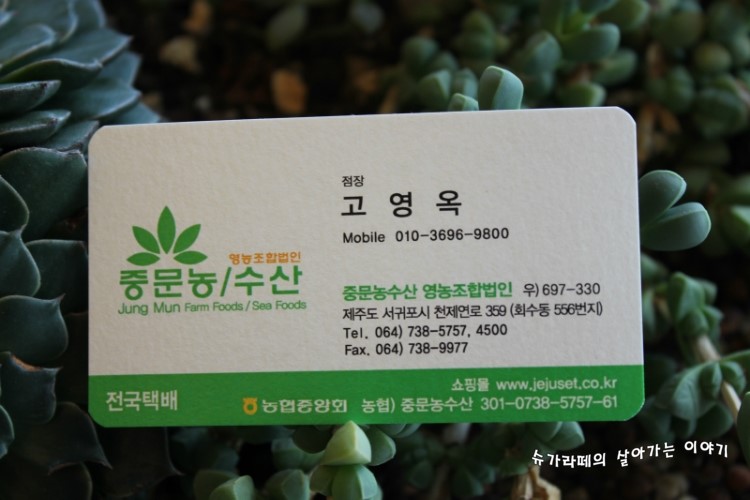 점장
고 영 옥
Mobile 010-3696-9800
영농조합법인
중문농/수산
Jung Mun Farm Foods / Sea Foods
중문농수산 영농조합법인 우) 697-330
제주도 서귀포시 천제연로 359 (회수동 556번지)
Tel. 064) 738-5757, 4500
Fax. 064) 738-9977
쇼핑몰 www.jejuset.co.kr
전국택배
농협중앙회 농협) 중문농수산 301-0738-5757-61
슈가라떼의 살아가는 이야기